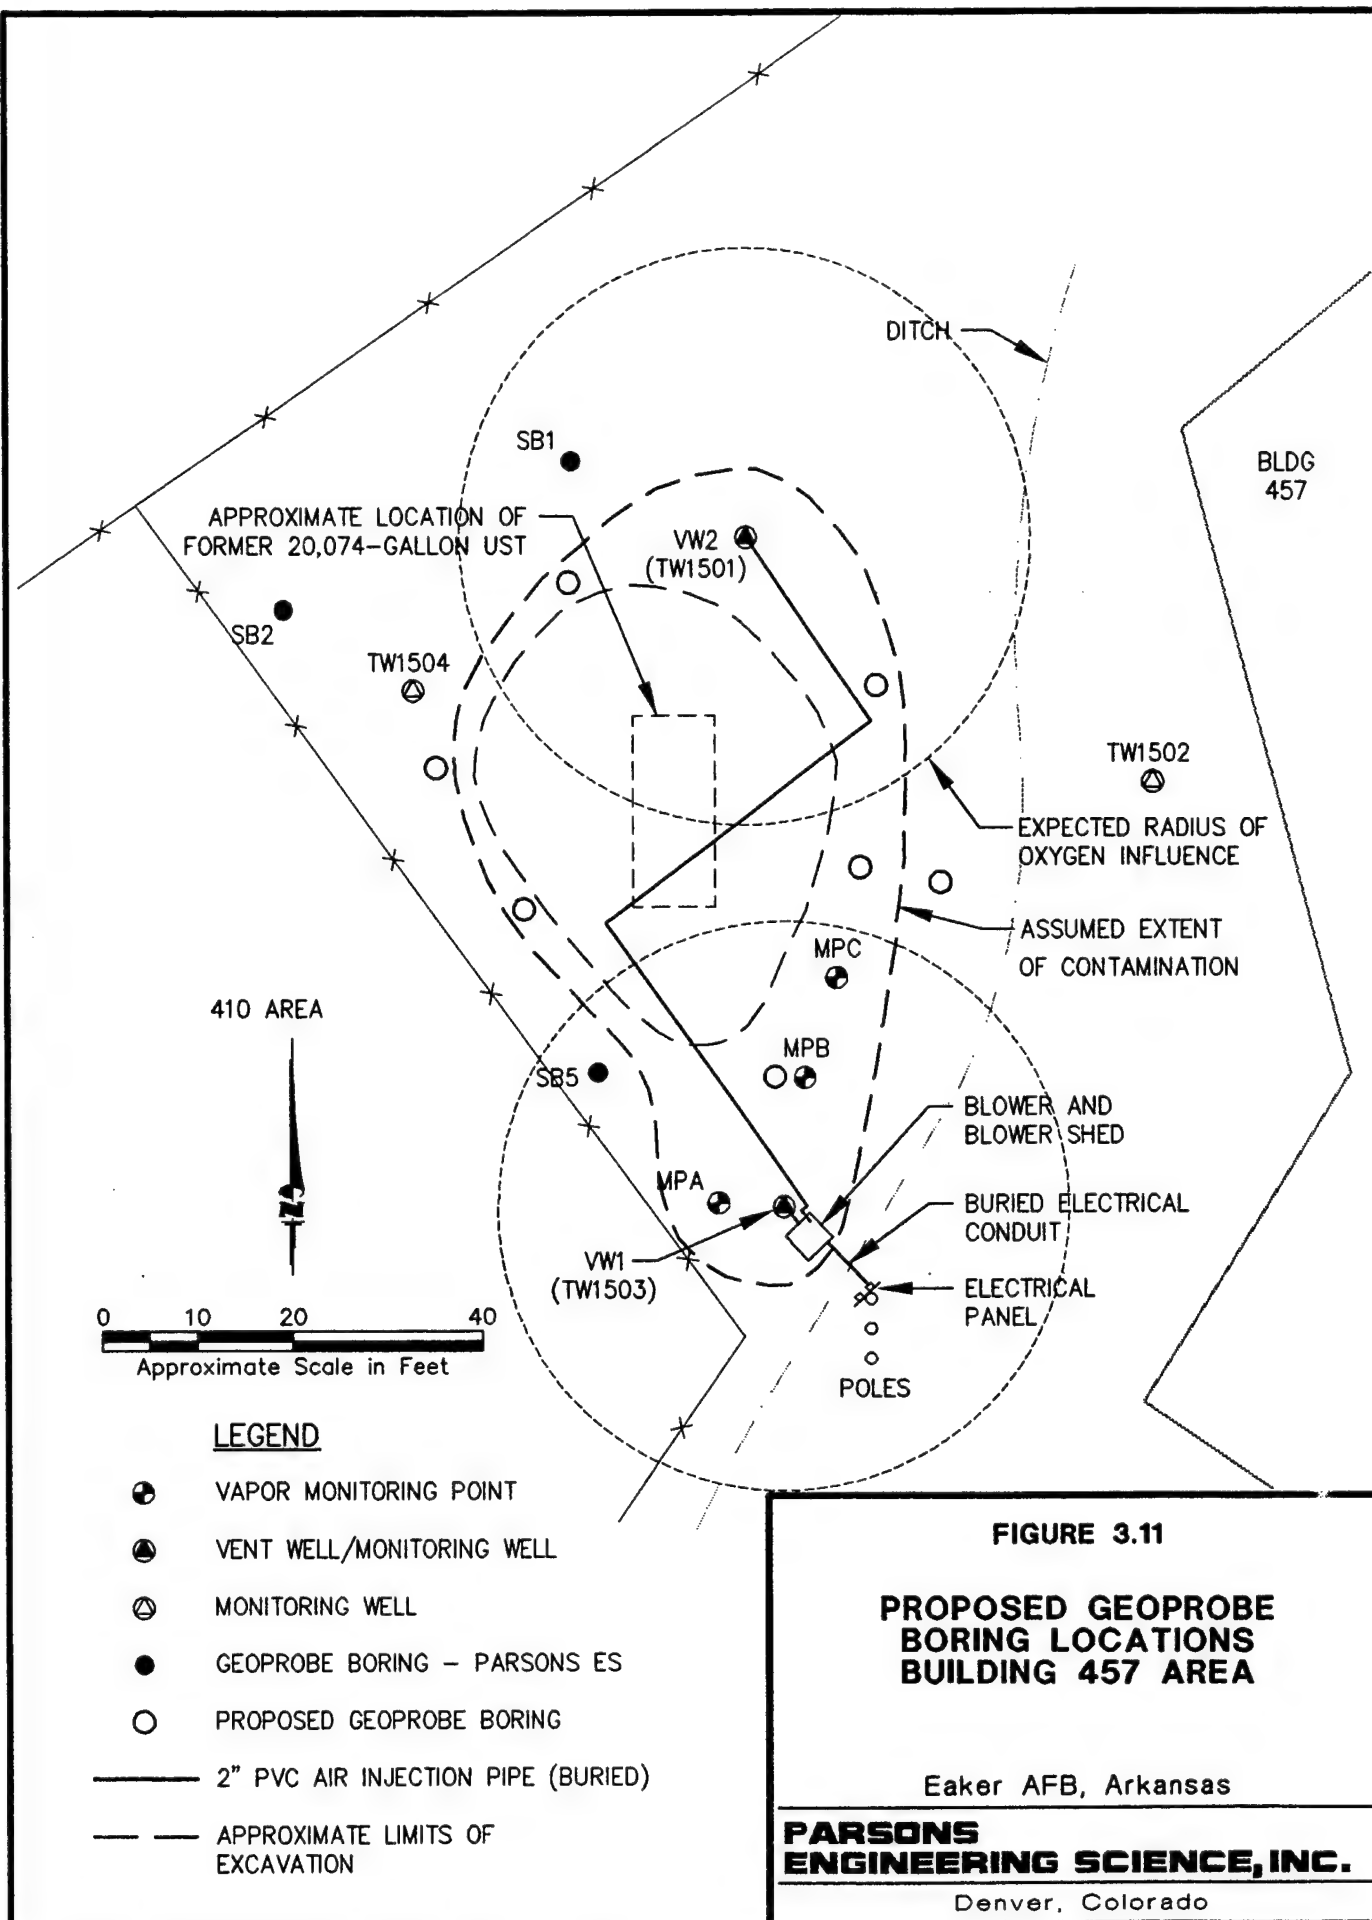 DITCH
SB1
BLDG
457
APPROXIMATE LOCATION OF
FORMER 20,074-GALLON UST
VW2
(TW1501)
SB2
TW1504
TW1502
EXPECTED RADIUS OF
OXYGEN INFLUENCE
ASSUMED EXTENT
OF CONTAMINATION
MPC
410 AREA
MPB
SB5
BLOWER AND
BLOWER SHED
MPA
BURIED ELECTRICAL
CONDUIT
N
VW1
(TW1503)
ELECTRICAL
PANEL
0 10 20 40
Approximate Scale in Feet
POLES
LEGEND
VAPOR MONITORING POINT
VENT WELL/MONITORING WELL
MONITORING WELL
GEOPROBE BORING - PARSONS ES
PROPOSED GEOPROBE BORING
2" PVC AIR INJECTION PIPE (BURIED)
APPROXIMATE LIMITS OF
EXCAVATION
FIGURE 3.11
PROPOSED GEOPROBE
BORING LOCATIONS
BUILDING 457 AREA
Eaker AFB, Arkansas
PARSONS
ENGINEERING SCIENCE, INC.
Denver, Colorado